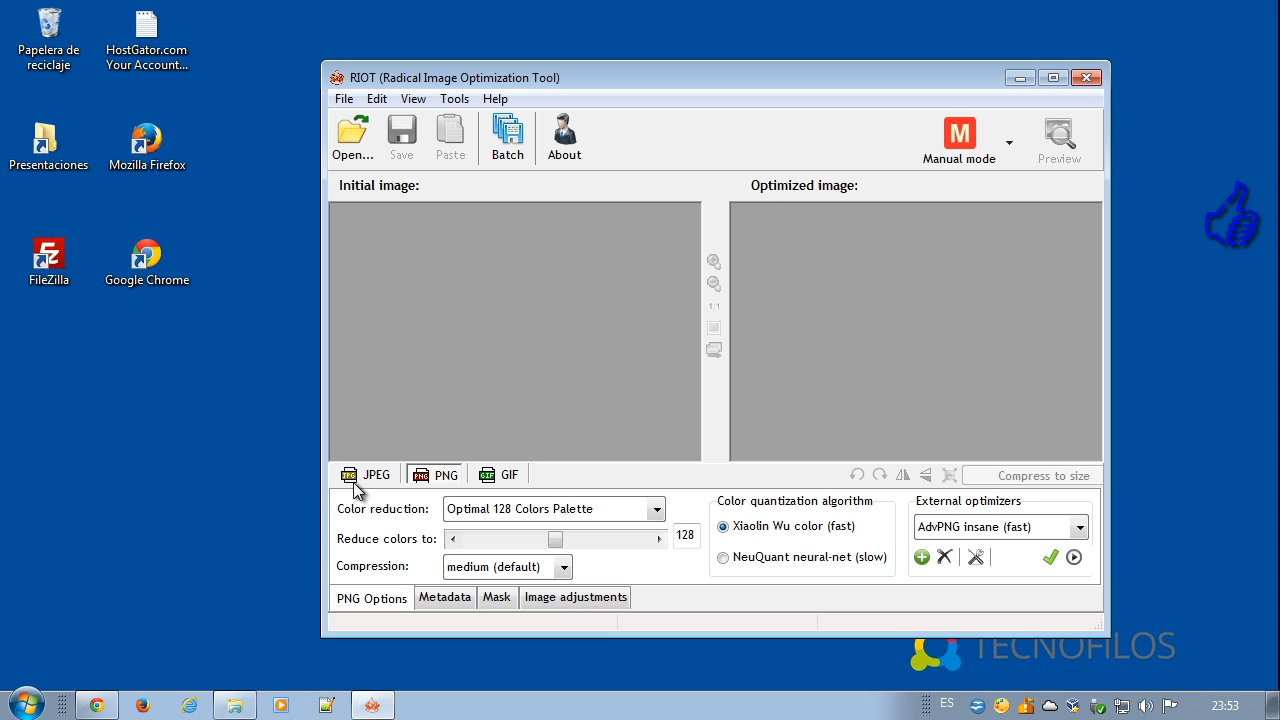 Papelera de
reciclaje
HostGator.com
Your Account...
Presentaciones
Mozilla Firefox
FileZilla
Google Chrome
RIOT (Radical Image Optimization Tool)
File Edit View Tools Help
Open... Save Paste Batch About
M
Manual mode
Preview
Initial image:
Optimized image:
1:1
JPEG PNG GIF
Compress to size
Color reduction: Optimal 128 Colors Palette
Reduce colors to: 128
Compression: medium (default)
Color quantization algorithm
Xiaolin Wu color (fast)
NeuQuant neural-net (slow)
External optimizers
AdvPNG insane (fast)
PNG Options Metadata Mask Image adjustments
TECNOFILOS
ES
23:53